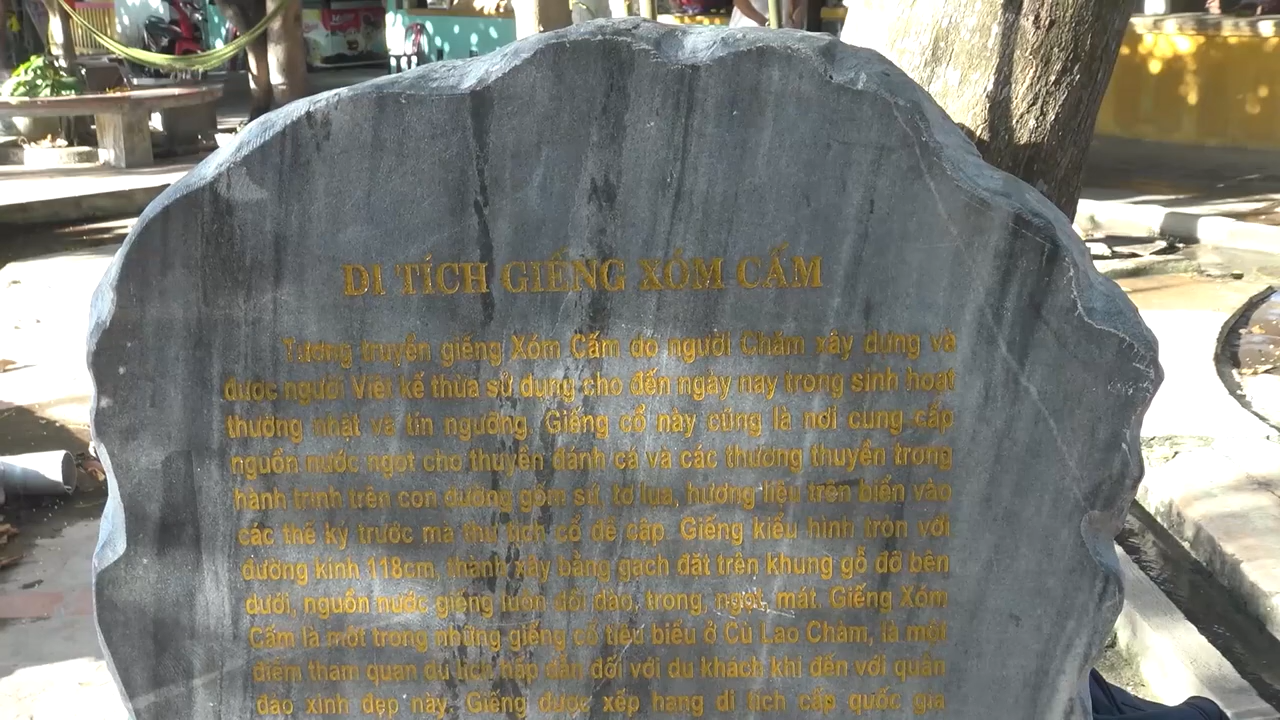 DI TÍCH GIẾNG XÓM CẤM
Tương truyền giếng Xóm Cấm do người Chăm xây dựng và
được người Việt kế thừa sử dụng cho đến ngày nay trong sinh hoạt
thường nhật và tín ngưỡng. Giếng cổ này cũng là nơi cung cấp
nguồn nước ngọt cho thuyền đánh cá và các thương thuyền trong
hành trình trên con đường gốm sứ, tơ lụa, hương liệu trên biển vào
các thế kỷ trước mà thư tịch cổ đề cập. Giếng kiểu hình tròn với
đường kính 118cm, thành xây bằng gạch đặt trên khung gỗ đỡ bên
dưới, nguồn nước giếng luôn dồi dào, trong, ngọt, mát. Giếng Xóm
Cấm là một trong những giếng cổ tiêu biểu ở Cù Lao Chàm, là một
điểm tham quan du lịch hấp dẫn đối với du khách khi đến với quần
đảo xinh đẹp này. Giếng được xếp hạng di tích cấp quốc gia